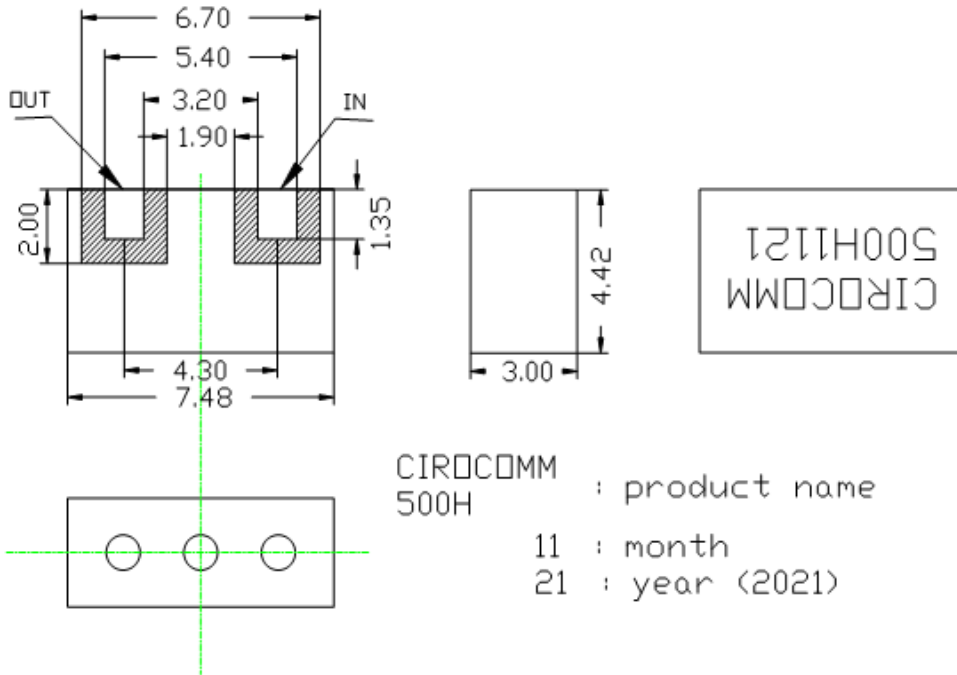 6.70
5.40
OUT
3.20
IN
1.90
2.00
1.35
4.30
7.48
4.42
3.00
CIROCOMM
500H1121
CIROCOMM
500H : product name
11 : month
21 : year (2021)